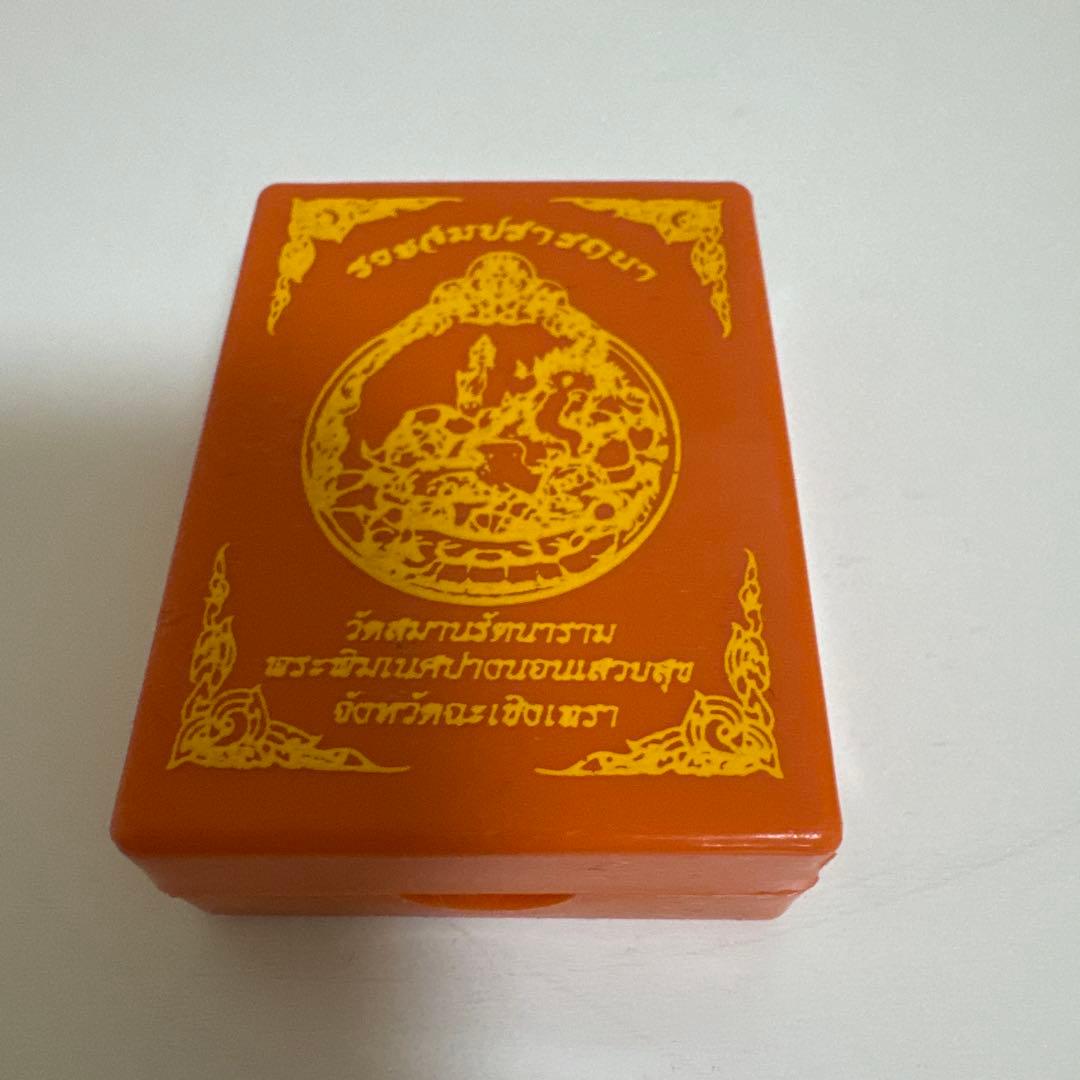 รวยสมปรารถนา
วัดสมานรัตนาราม
พระพิฆเนศปางนอนเสวยสุข
จังหวัดฉะเชิงเทรา